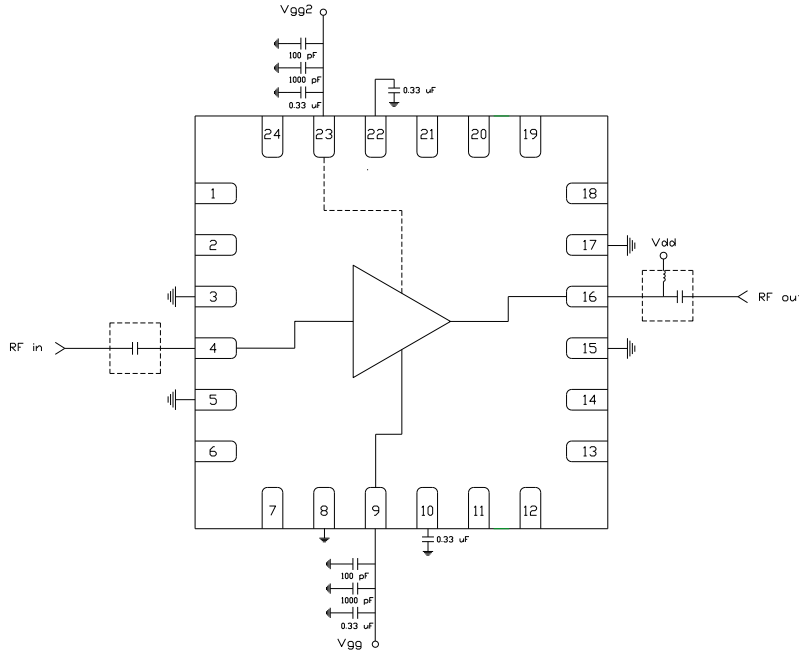 Vgg2
100 pF
1000 pF
0.33 uF
0.33 uF
24 23 22 21 20 19
1
18
2
17
Vdd
3
16
RF out
RF in
4
15
5
14
6
13
7 8 9 10 11 12
0.33 uF
100 pF
1000 pF
0.33 uF
Vgg